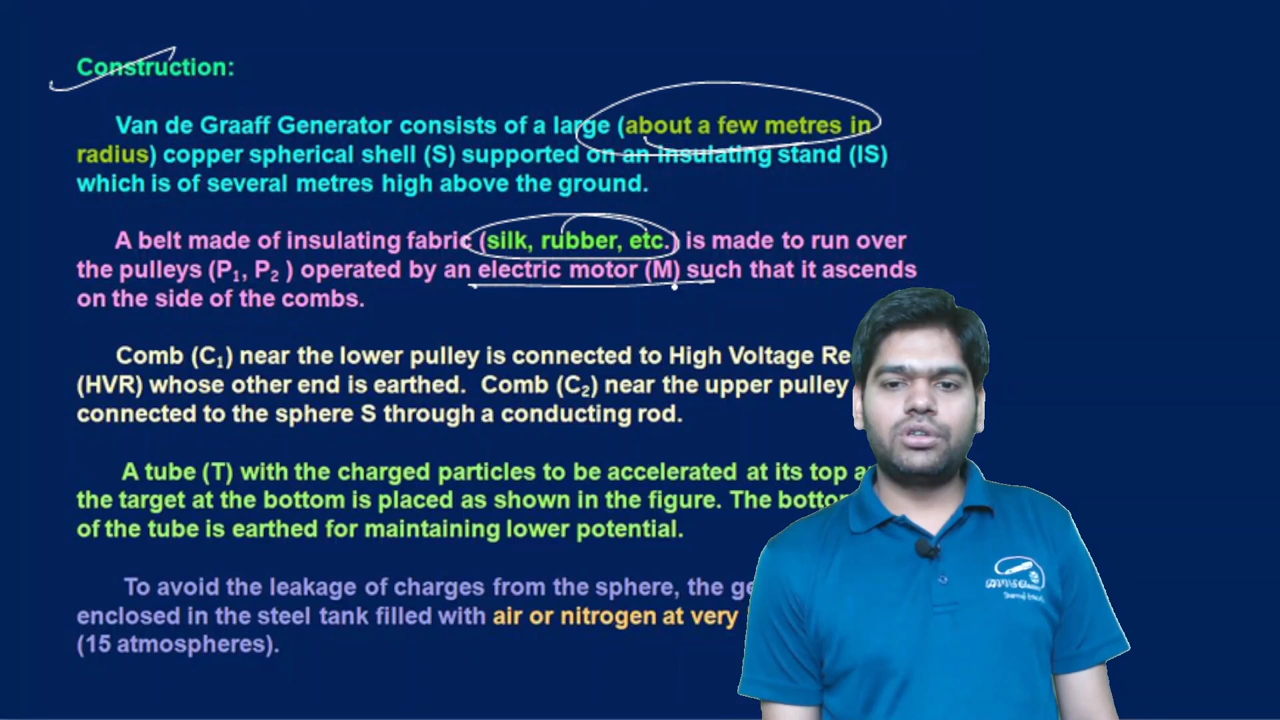 Construction:
Van de Graaff Generator consists of a large (about a few metres in
radius) copper spherical shell (S) supported on an insulating stand (IS)
which is of several metres high above the ground.
A belt made of insulating fabric (silk, rubber, etc.) is made to run over
the pulleys (P₁, P₂ ) operated by an electric motor (M) such that it ascends
on the side of the combs.
Comb (C₁) near the lower pulley is connected to High Voltage
(HVR) whose other end is earthed. Comb (C₂) near the upper pulley
connected to the sphere S through a conducting rod.
A tube (T) with the charged particles to be accelerated at its top
the target at the bottom is placed as shown in the figure. The
of the tube is earthed for maintaining lower potential.
To avoid the leakage of charges from the sphere, the
enclosed in the steel tank filled with air or nitrogen at very
(15 atmospheres).